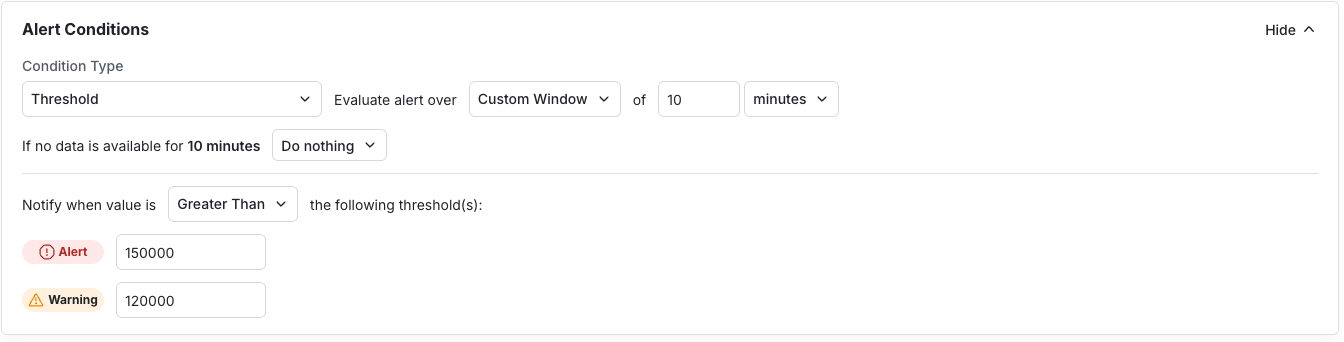 Alert Conditions
Hide
Condition Type
Threshold Evaluate alert over Custom Window of 10 minutes
If no data is available for 10 minutes Do nothing
Notify when value is Greater Than the following threshold(s):
Alert 150000
Warning 120000